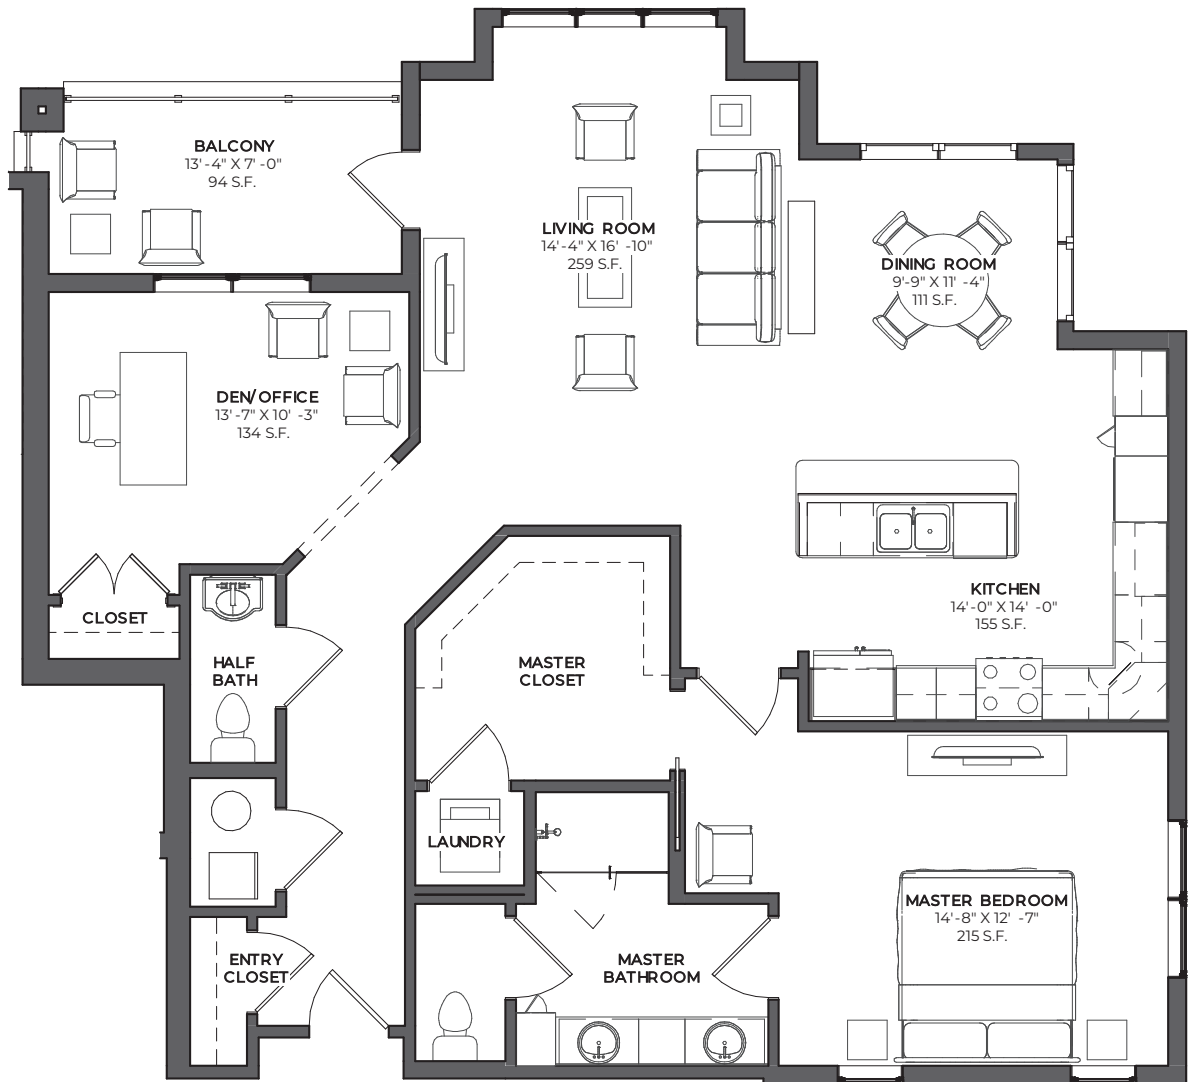 BALCONY
13'-4" X 7'-0"
94 S.F.
LIVING ROOM
14'-4" X 16'-10"
259 S.F.
DINING ROOM
9'-9" X 11'-4"
111 S.F.
DEN/OFFICE
13'-7" X 10'-3"
134 S.F.
KITCHEN
14'-0" X 14'-0"
155 S.F.
CLOSET
HALF
BATH
MASTER
CLOSET
LAUNDRY
MASTER BEDROOM
14'-8" X 12'-7"
215 S.F.
ENTRY
CLOSET
MASTER
BATHROOM